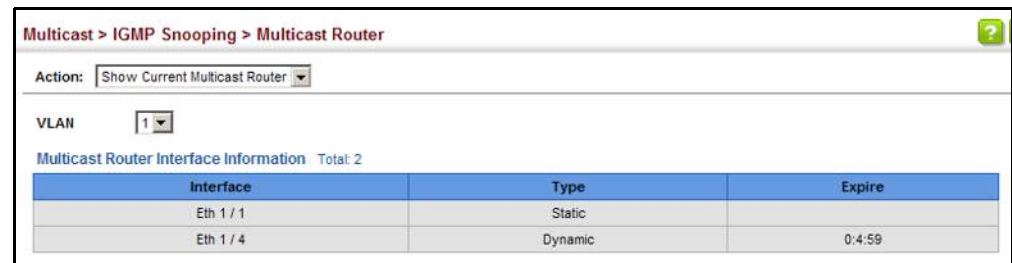 Multicast > IGMP Snooping > Multicast Router
?
Action: Show Current Multicast Router
VLAN 1
Multicast Router Interface Information Total: 2
Interface Type Expire
Eth 1 / 1 Static
Eth 1 / 4 Dynamic 0:4:59